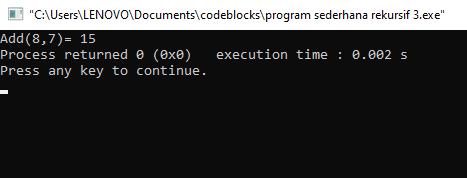 "C:\Users\LENOVO\Documents\codeblocks\program sederhana rekursif 3.exe"
Add(8,7)= 15
Process returned 0 (0x0)   execution time : 0.002 s
Press any key to continue.